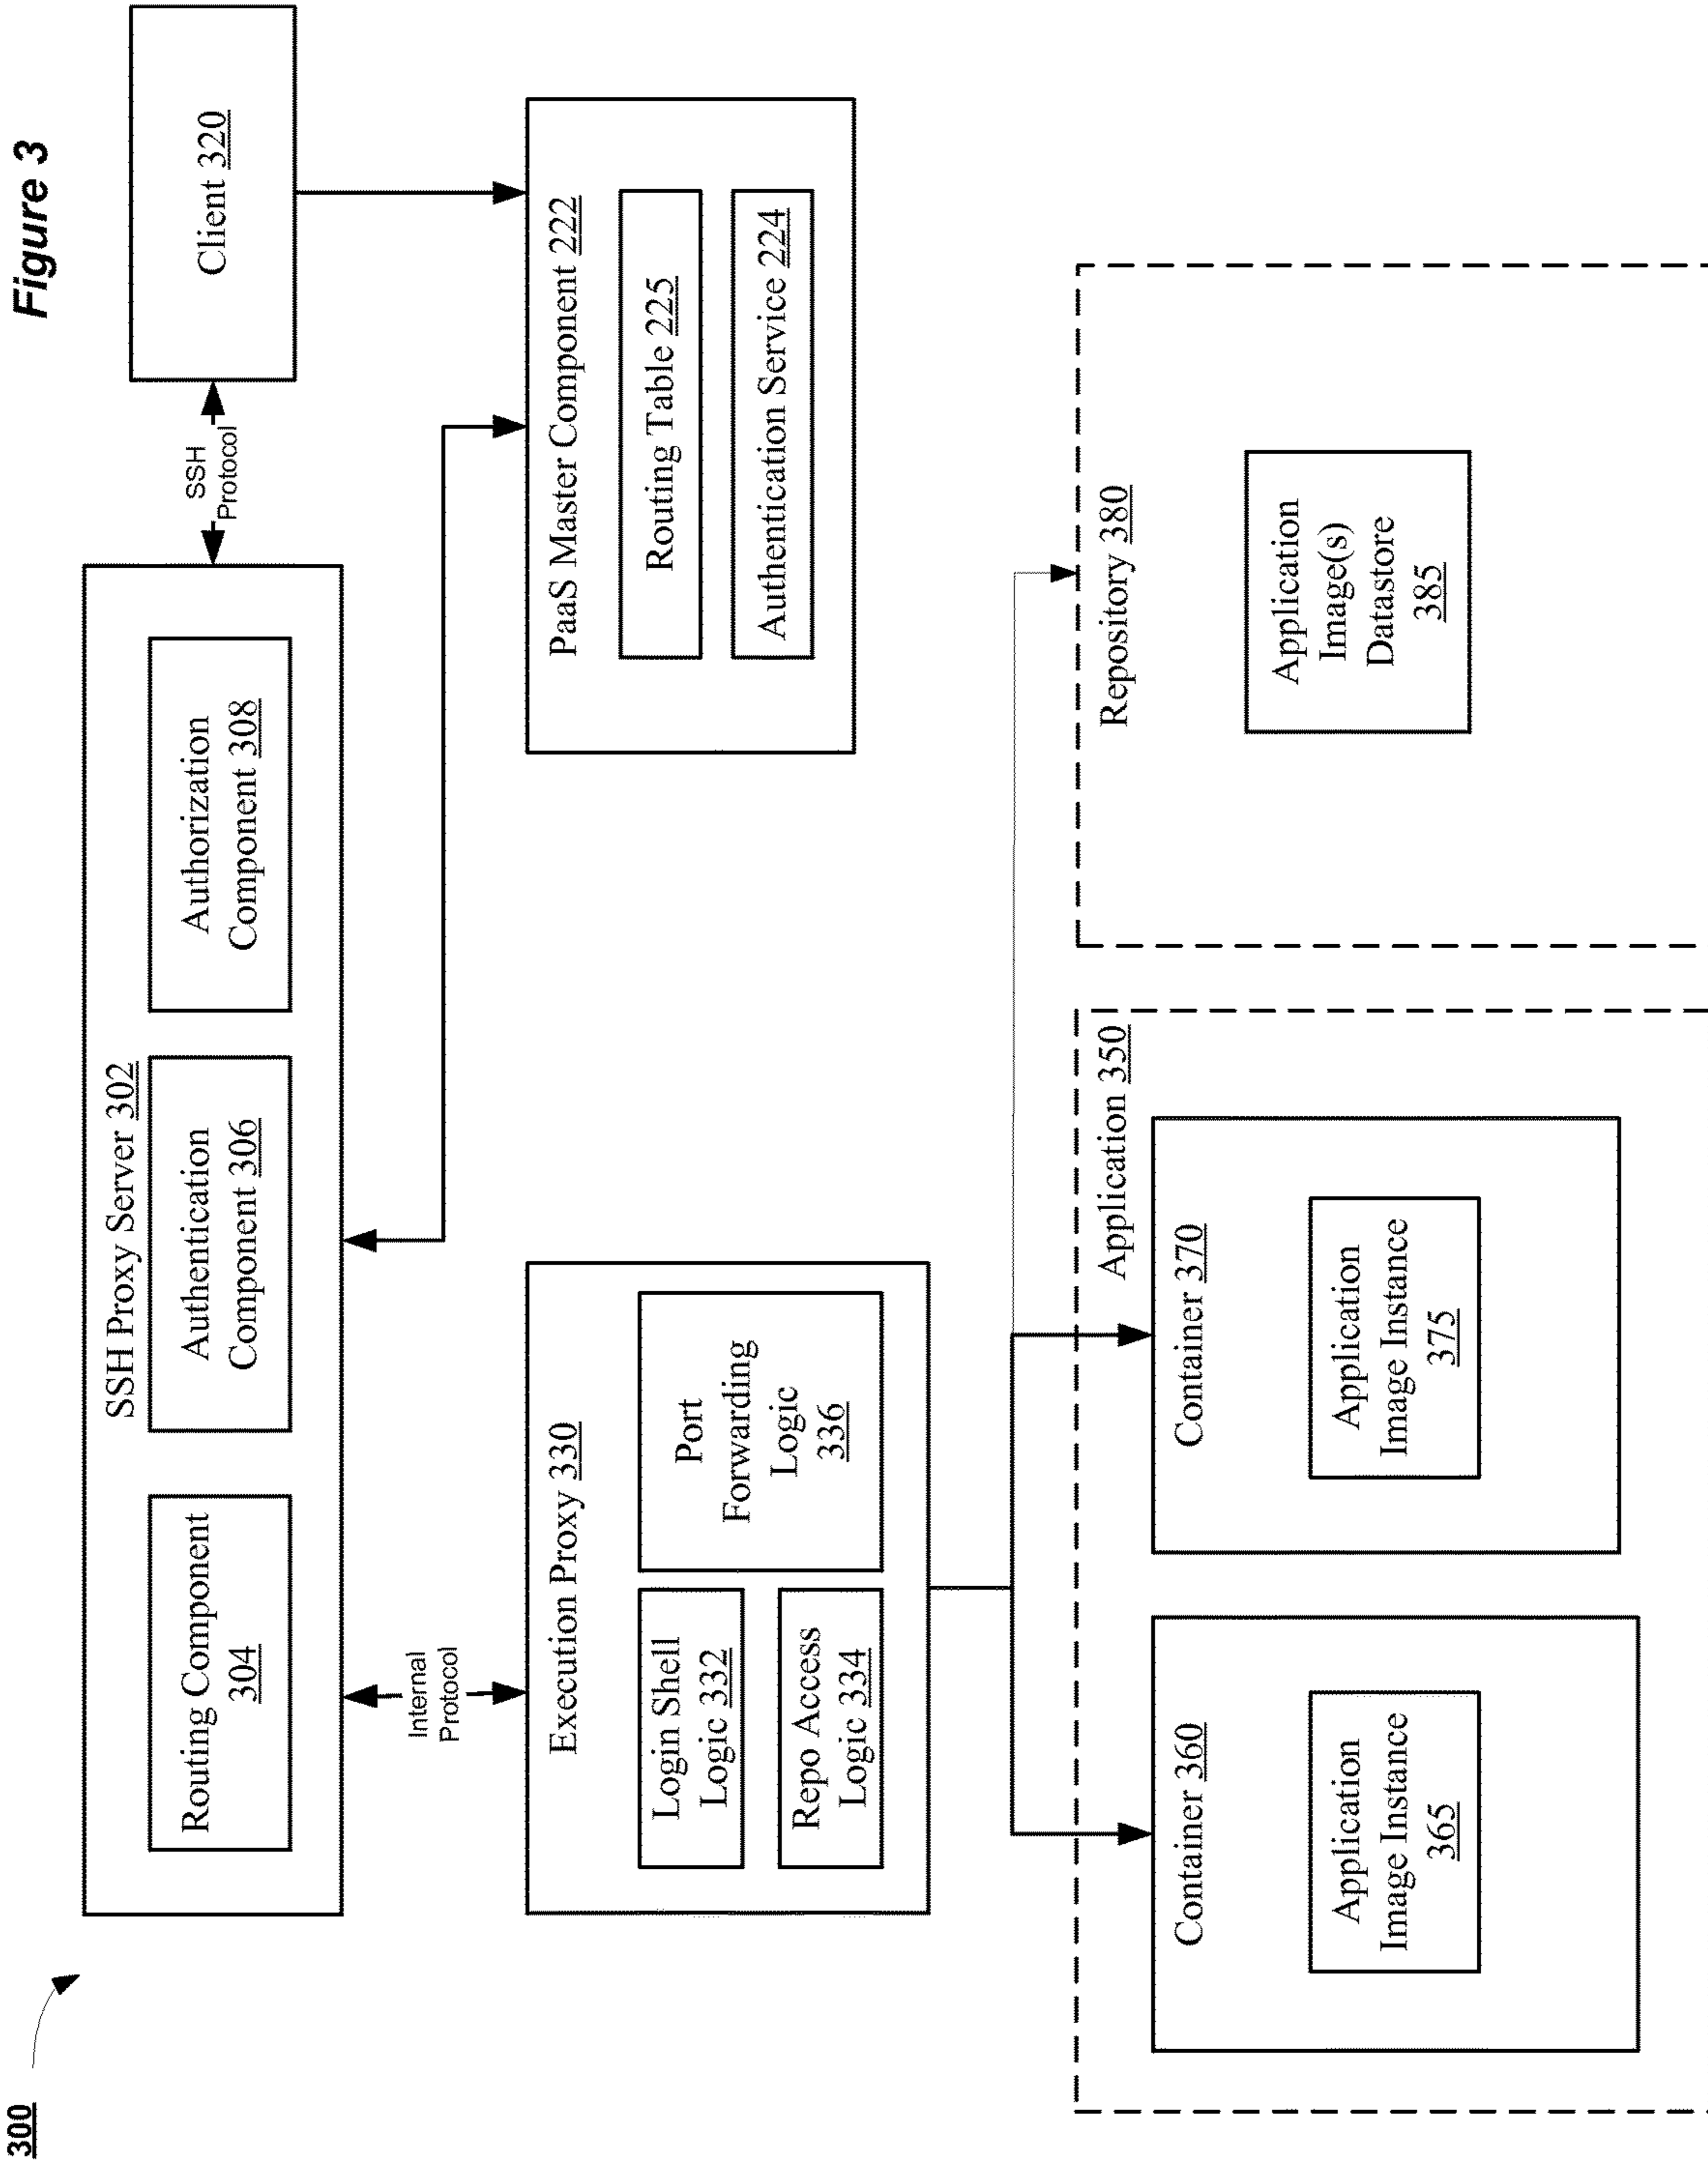 Figure 3
300
SSH Proxy Server 302
Routing Component
304
Authentication
Component 306
Authorization
Component 308
SSH
Protocol
Client 320
Internal
Protocol
Execution Proxy 330
Login Shell
Logic 332
Repo Access
Logic 334
Port
Forwarding
Logic
336
PaaS Master Component 222
Routing Table 225
Authentication Service 224
Application 350
Container 360
Application
Image Instance
365
Container 370
Application
Image Instance
375
Repository 380
Application
Image(s)
Datastore
385